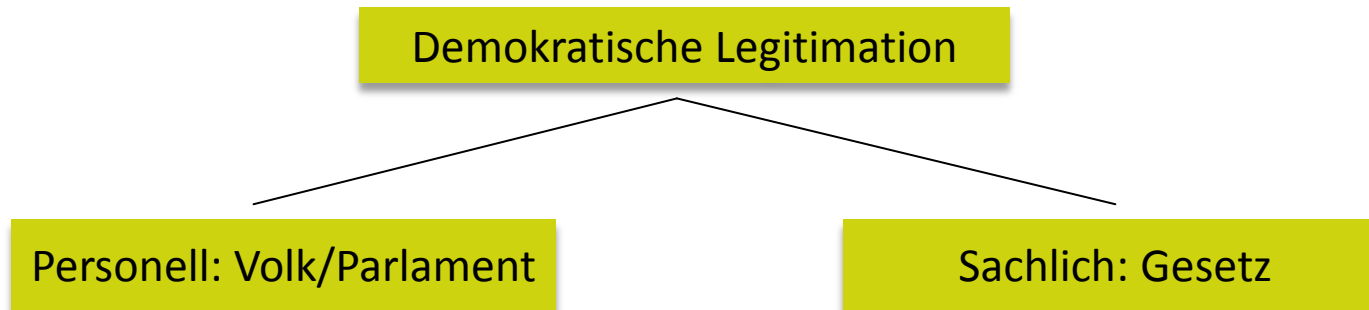 Demokratische Legitimation
Personell: Volk/Parlament
Sachlich: Gesetz